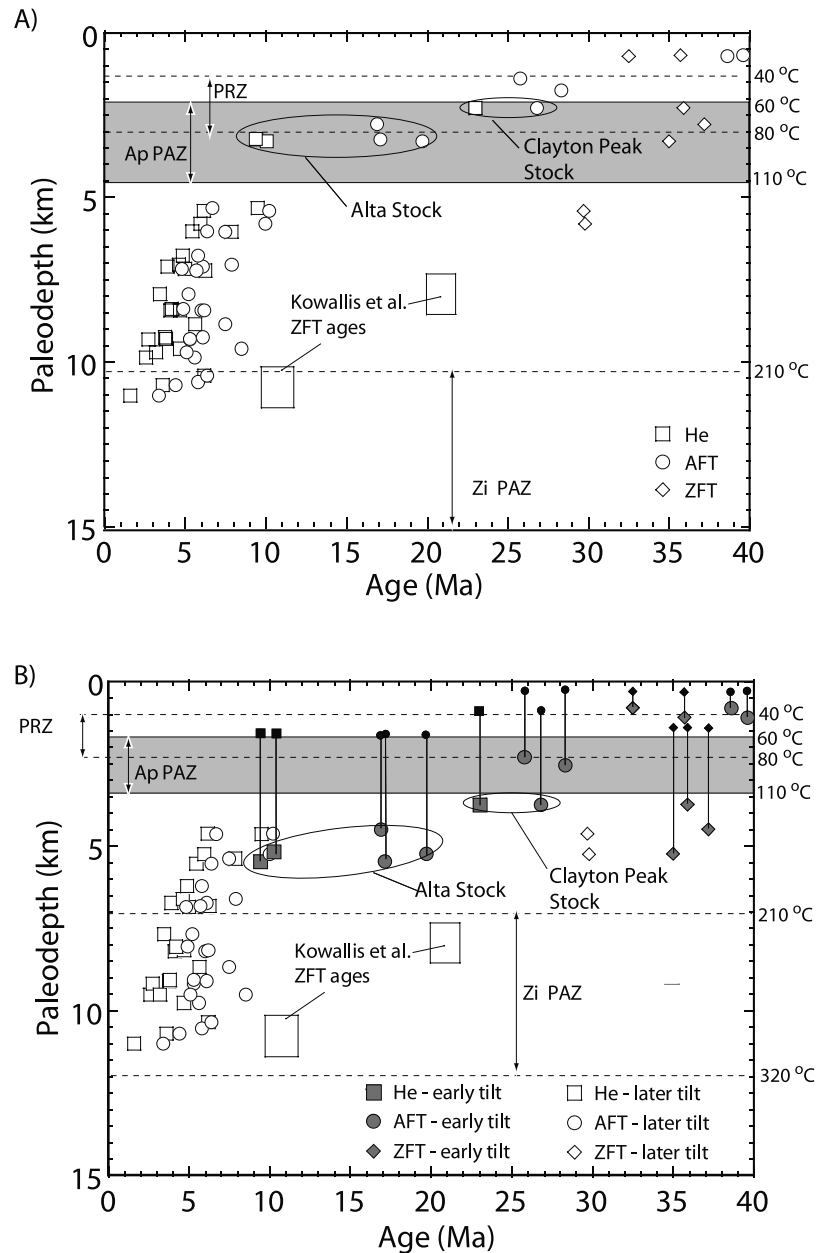 A)
0
5
10
15
Paleodepth (km)
0
5
10
15
20
25
30
35
40
Age (Ma)
40 °C
60 °C
80 °C
110 °C
210 °C
PRZ
Ap PAZ
Clayton Peak
Stock
Alta Stock
Kowallis et al.
ZFT ages
Zi PAZ
He
AFT
ZFT
B)
0
5
10
15
Paleodepth (km)
0
5
10
15
20
25
30
35
40
Age (Ma)
40 °C
60 °C
80 °C
110 °C
210 °C
320 °C
PRZ
Ap PAZ
Alta Stock
Clayton Peak
Stock
Kowallis et al.
ZFT ages
Zi PAZ
He - early tilt
AFT - early tilt
ZFT - early tilt
He - later tilt
AFT - later tilt
ZFT - later tilt